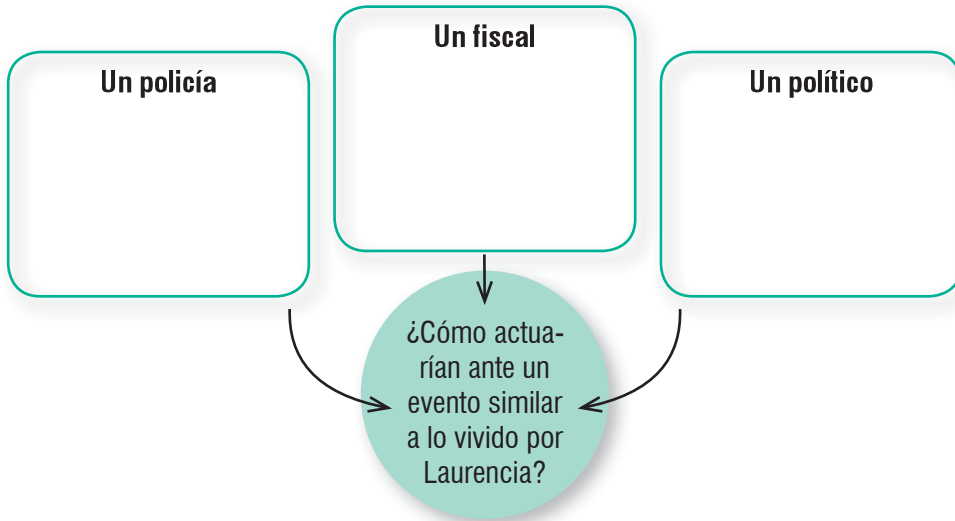 Un policía
Un fiscal
Un político
¿Cómo actua-
rían ante un
evento similar
a lo vivido por
Laurencia?